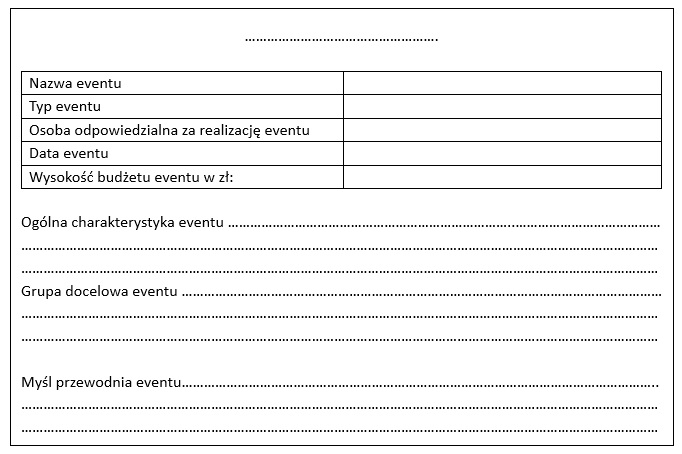 ……………………………………………….
Nazwa eventu
Typ eventu
Osoba odpowiedzialna za realizację eventu
Data eventu
Wysokość budżetu eventu w zł:
Ogólna charakterystyka eventu ……………………………………………………………………………………………
……………………………………………………………………………………………………………………………………
……………………………………………………………………………………………………………………………………
Grupa docelowa eventu ………………………………………………………………………………………………………
……………………………………………………………………………………………………………………………………
……………………………………………………………………………………………………………………………………
Myśl przewodnia eventu……………………………………………………………………………………………………..
……………………………………………………………………………………………………………………………………
……………………………………………………………………………………………………………………………………